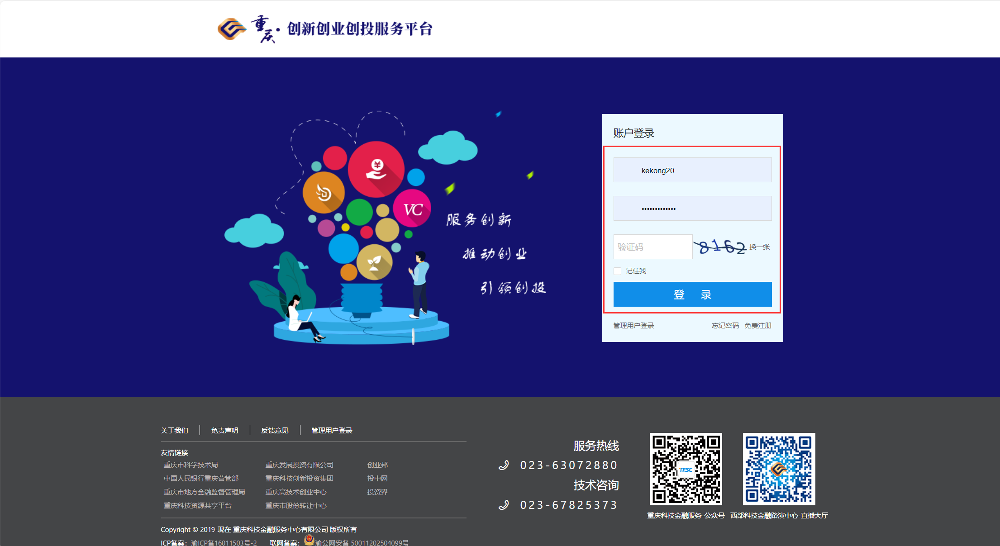 重庆·创新创业创投服务平台
账户登录
kekong20
•••••••••••••
验证码
8162
换一张
记住我
登 录
管理用户登录
忘记密码 免费注册
VC
服务创新
推动创业
引领创投
关于我们
免责声明
反馈意见
管理用户登录
友情链接
重庆市科学技术局
重庆发展投资有限公司
创业邦
中国人民银行重庆营管部
重庆科技创新投资集团
投中网
重庆市地方金融监督管理局
重庆高技术创业中心
投资界
重庆科技资源共享平台
重庆市股份转让中心
服务热线
023-63072880
技术咨询
023-67825373
TFSC
重庆科技金融服务-公众号
西部科技金融路演中心-直播大厅
Copyright © 2019-现在 重庆科技金融服务中心有限公司 版权所有
ICP备案：渝ICP备16011503号-2 联网备案：渝公网安备 50011202504099号